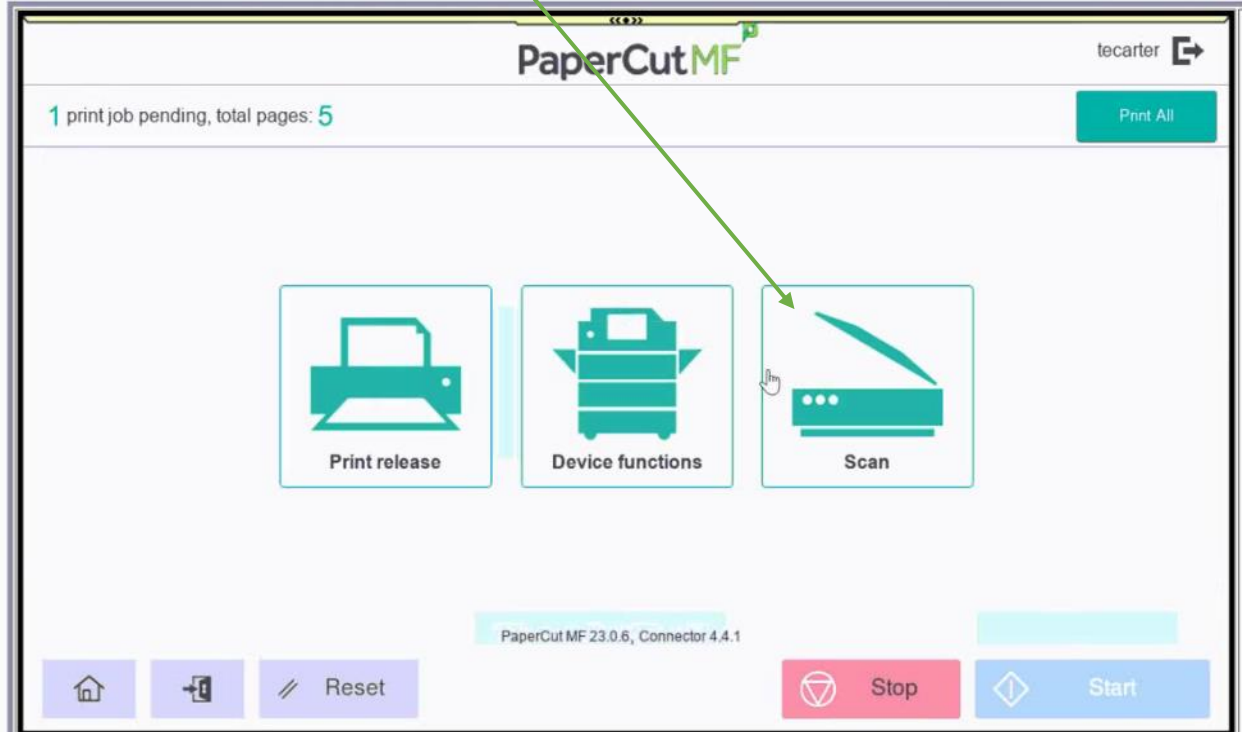 PaperCut MF
tecarter
1 print job pending, total pages: 5
Print All
Print release
Device functions
Scan
PaperCut MF 23.0.6, Connector 4.4.1
Reset
Stop
Start